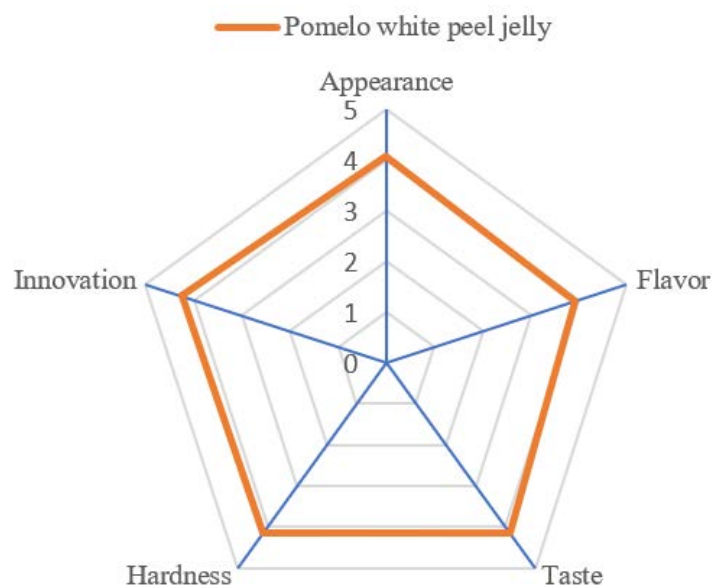 Pomelo white peel jelly
Appearance
5
4
3
2
1
0
Innovation
Flavor
Hardness
Taste